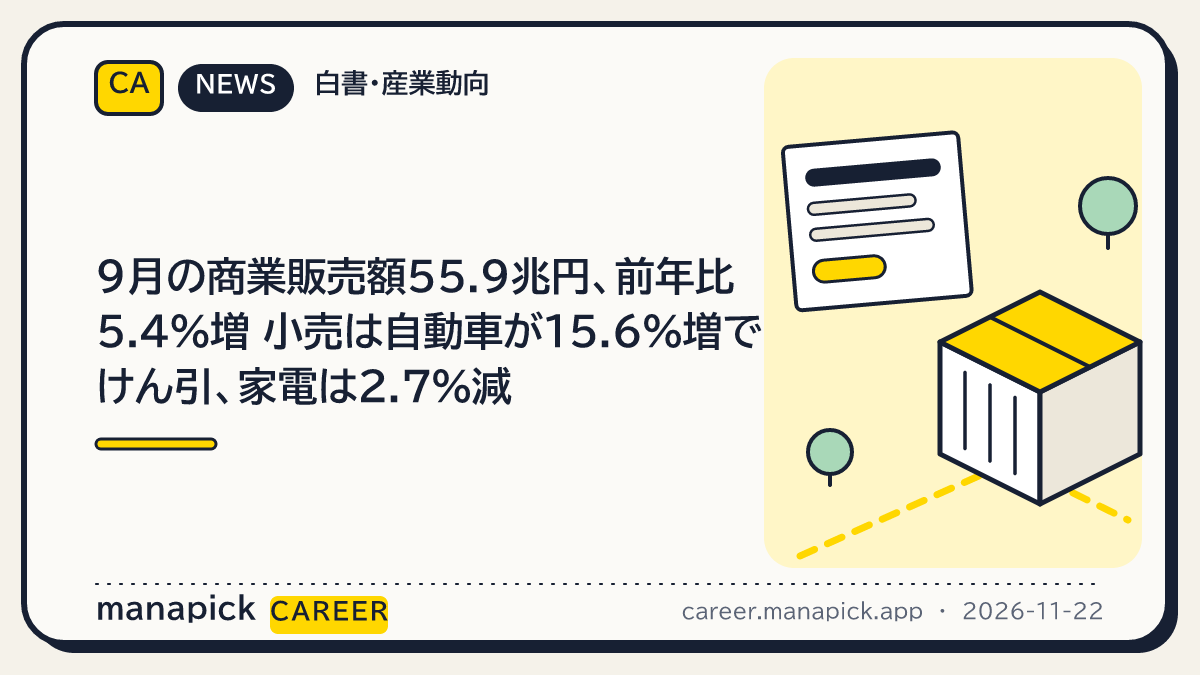 CA NEWS 白書・産業動向
9月の商業販売額55.9兆円、前年比
5.4%増 小売は自動車が15.6%増で
けん引、家電は2.7%減
manapick CAREER
career.manapick.app ・ 2026-11-22